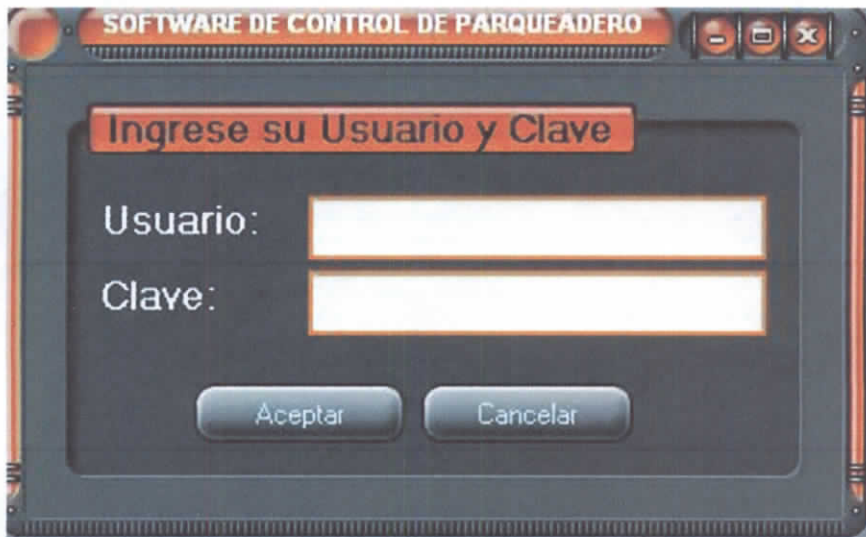 SOFTWARE DE CONTROL DE PARQUEADERO
Ingrese su Usuario y Clave
Usuario:
Clave:
Aceptar
Cancelar